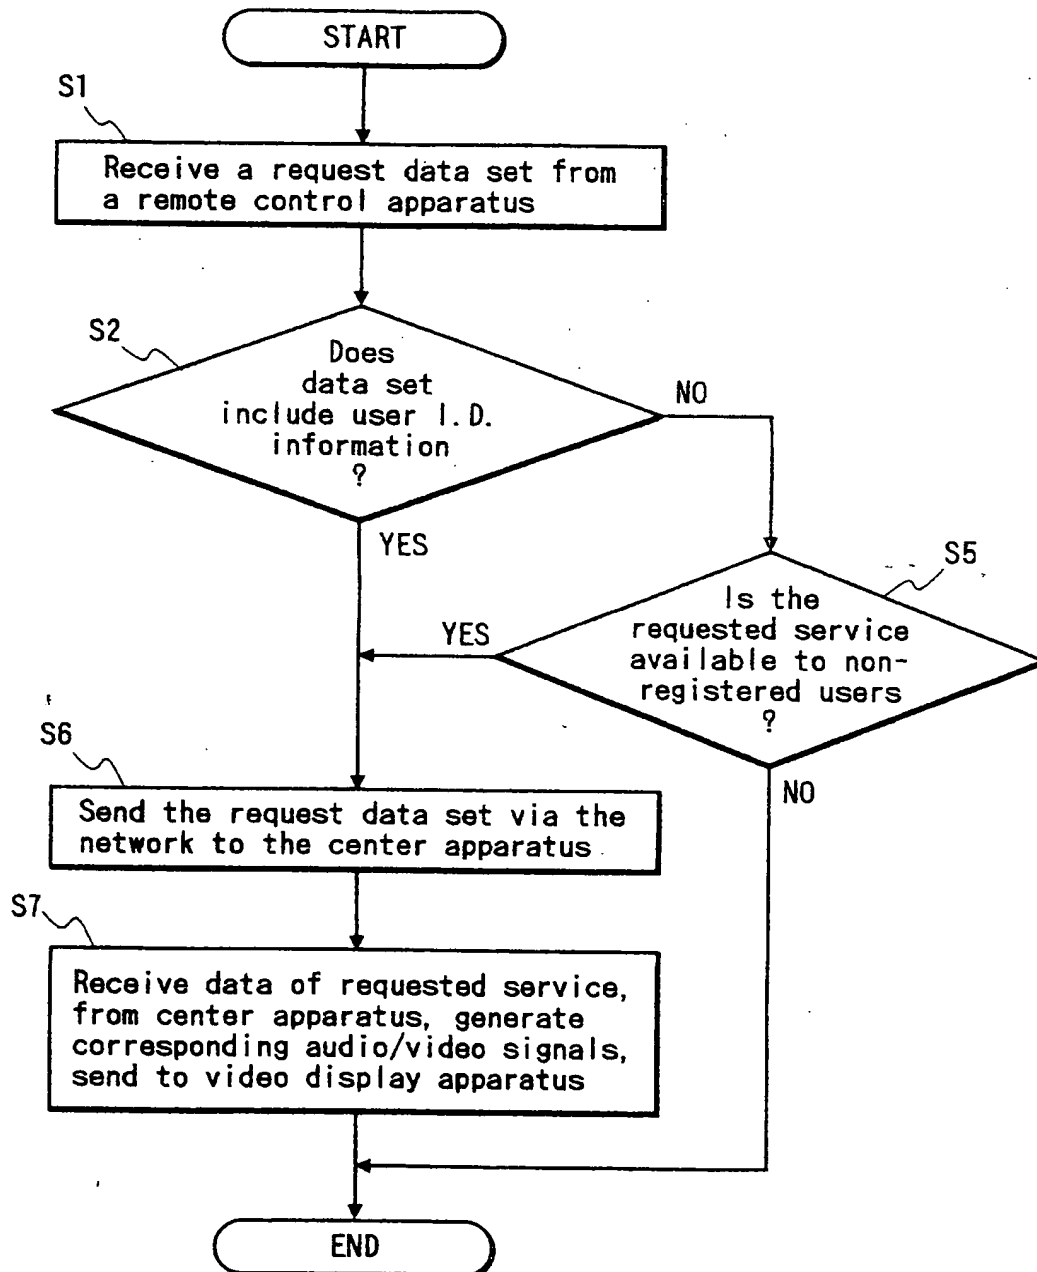 START
S1
Receive a request data set from
a remote control apparatus
S2
Does
data set
include user I.D.
information
?
NO
YES
S5
Is the
requested service
available to non-
registered users
?
YES
NO
S6
Send the request data set via the
network to the center apparatus
S7
Receive data of requested service,
from center apparatus, generate
corresponding audio/video signals,
send to video display apparatus
END